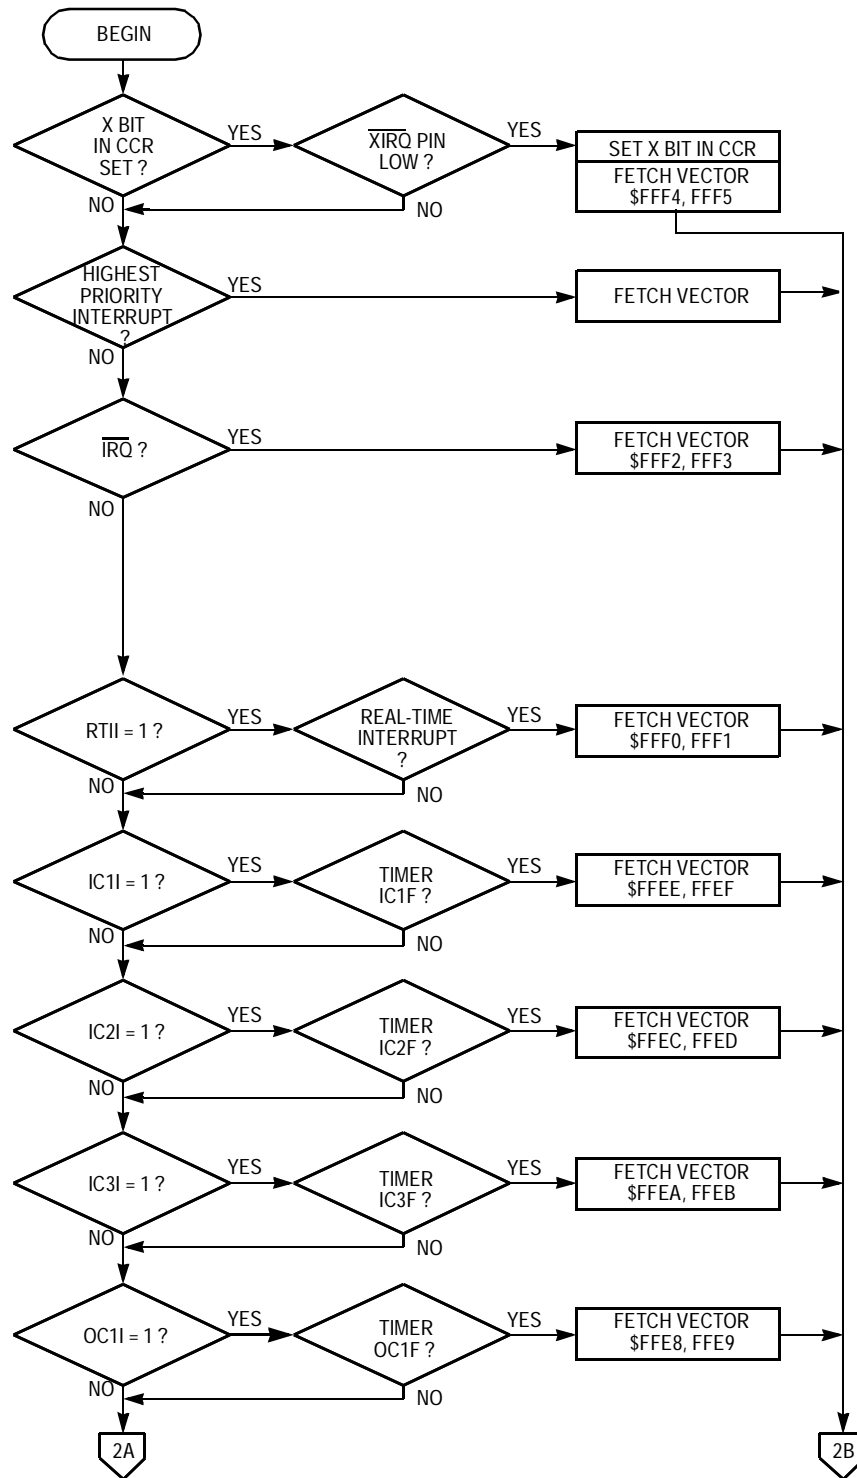 BEGIN
X BIT
IN CCR
SET ?
YES
XIRQ PIN
LOW ?
YES
SET X BIT IN CCR
FETCH VECTOR
$FFF4, FFF5
NO
NO
HIGHEST
PRIORITY
INTERRUPT
?
YES
FETCH VECTOR
NO
IRQ ?
YES
FETCH VECTOR
$FFF2, FFF3
NO
RTII = 1 ?
YES
REAL-TIME
INTERRUPT
?
YES
FETCH VECTOR
$FFF0, FFF1
NO
NO
IC1I = 1 ?
YES
TIMER
IC1F ?
YES
FETCH VECTOR
$FFEE, FFEF
NO
NO
IC2I = 1 ?
YES
TIMER
IC2F ?
YES
FETCH VECTOR
$FFEC, FFED
NO
NO
IC3I = 1 ?
YES
TIMER
IC3F ?
YES
FETCH VECTOR
$FFEA, FFEB
NO
NO
OC1I = 1 ?
YES
TIMER
OC1F ?
YES
FETCH VECTOR
$FFE8, FFE9
NO
NO
2A
2B